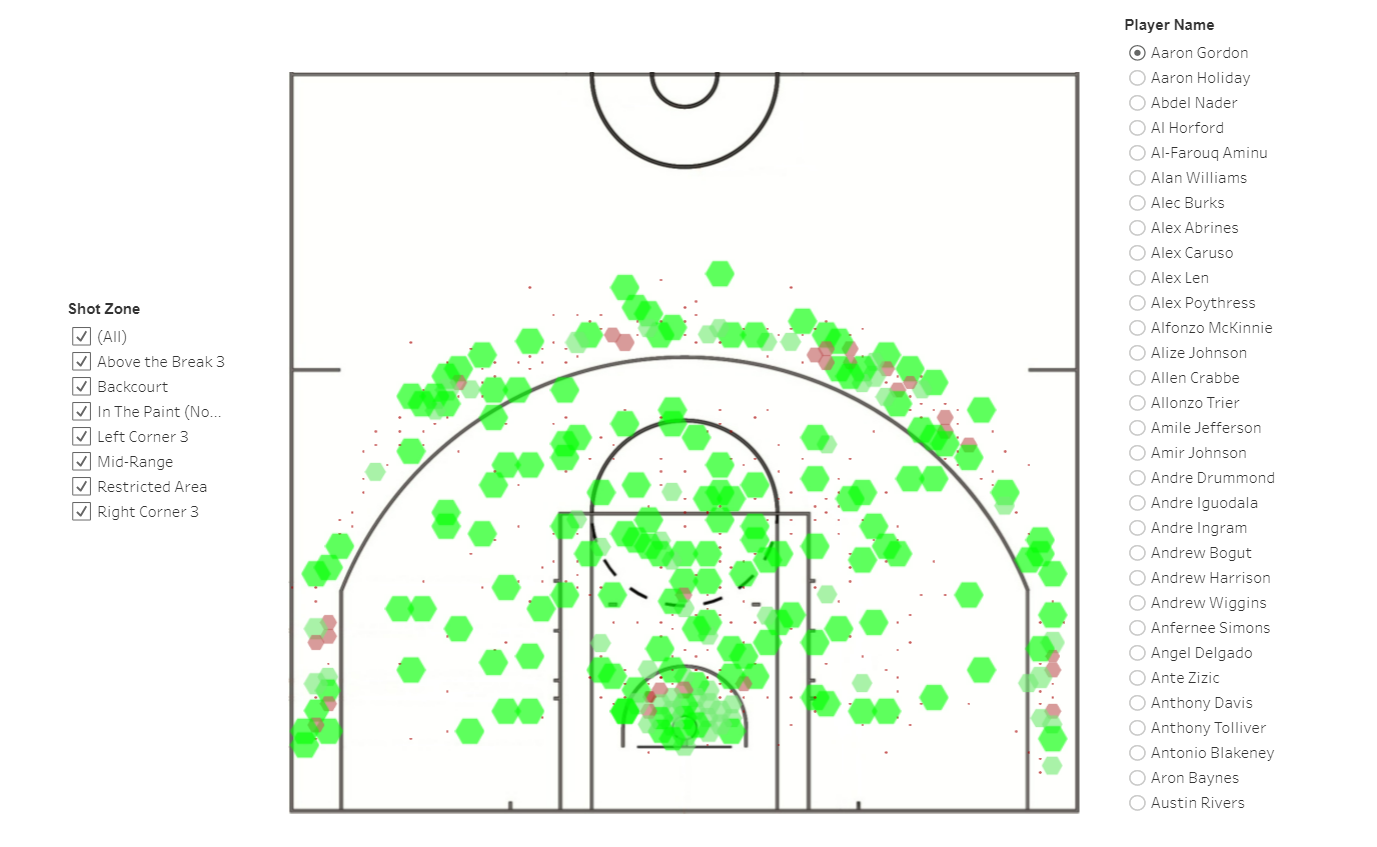 Shot Zone
(All)
Above the Break 3
Backcourt
In The Paint (No...
Left Corner 3
Mid-Range
Restricted Area
Right Corner 3
Player Name
Aaron Gordon
Aaron Holiday
Abdel Nader
Al Horford
Al-Farouq Aminu
Alan Williams
Alec Burks
Alex Abrines
Alex Caruso
Alex Len
Alex Poythress
Alfonzo McKinnie
Alize Johnson
Allen Crabbe
Allonzo Trier
Amile Jefferson
Amir Johnson
Andre Drummond
Andre Iguodala
Andre Ingram
Andrew Bogut
Andrew Harrison
Andrew Wiggins
Anfernee Simons
Angel Delgado
Ante Zizic
Anthony Davis
Anthony Tolliver
Antonio Blakeney
Aron Baynes
Austin Rivers